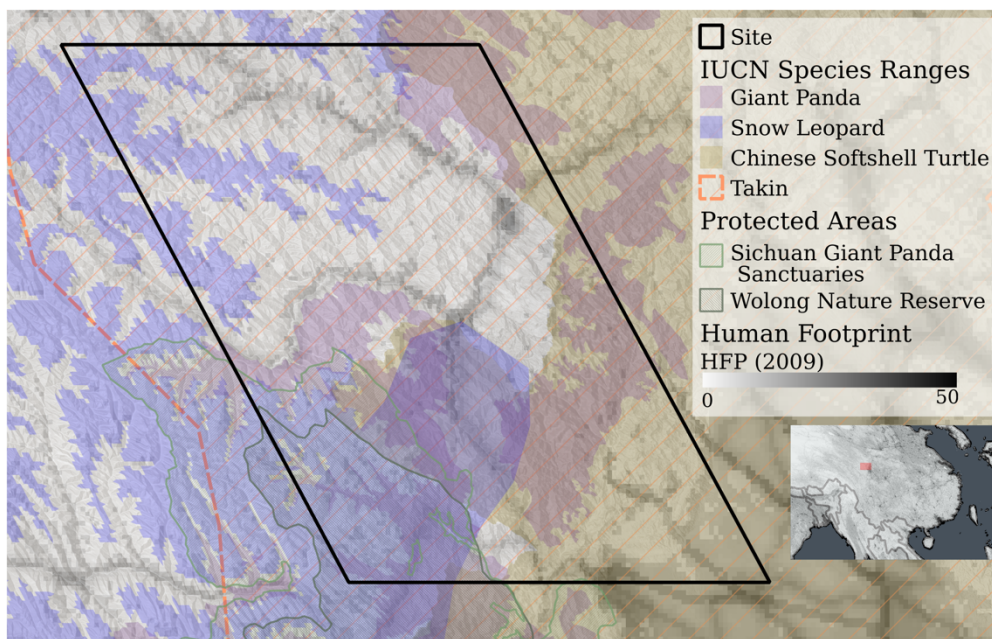 Site
IUCN Species Ranges
Giant Panda
Snow Leopard
Chinese Softshell Turtle
Takin
Protected Areas
Sichuan Giant Panda
Sanctuaries
Wolong Nature Reserve
Human Footprint
HFP (2009)
0 50